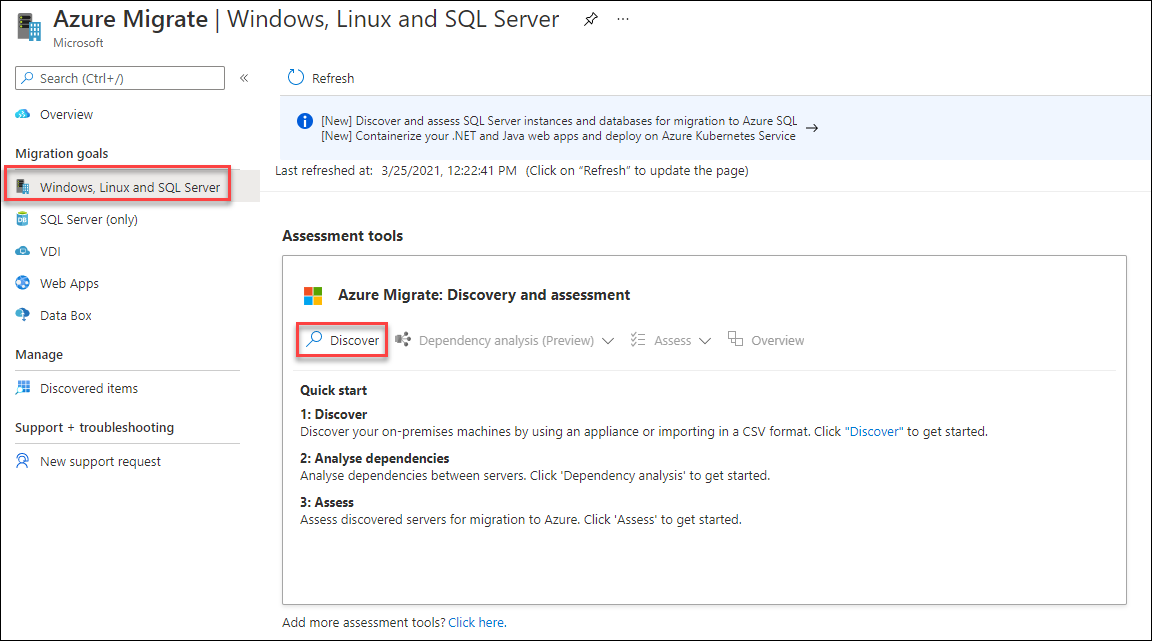 Azure Migrate | Windows, Linux and SQL Server
Microsoft
Search (Ctrl+/)
Overview
Migration goals
Windows, Linux and SQL Server
SQL Server (only)
VDI
Web Apps
Data Box
Manage
Discovered items
Support + troubleshooting
New support request
Refresh
[New] Discover and assess SQL Server instances and databases for migration to Azure SQL
[New] Containerize your .NET and Java web apps and deploy on Azure Kubernetes Service
Last refreshed at: 3/25/2021, 12:22:41 PM (Click on “Refresh” to update the page)
Assessment tools
Azure Migrate: Discovery and assessment
Discover Dependency analysis (Preview) Assess Overview
Quick start
1: Discover
Discover your on-premises machines by using an appliance or importing in a CSV format. Click "Discover" to get started.
2: Analyse dependencies
Analyse dependencies between servers. Click 'Dependency analysis' to get started.
3: Assess
Assess discovered servers for migration to Azure. Click 'Assess' to get started.
Add more assessment tools? Click here.